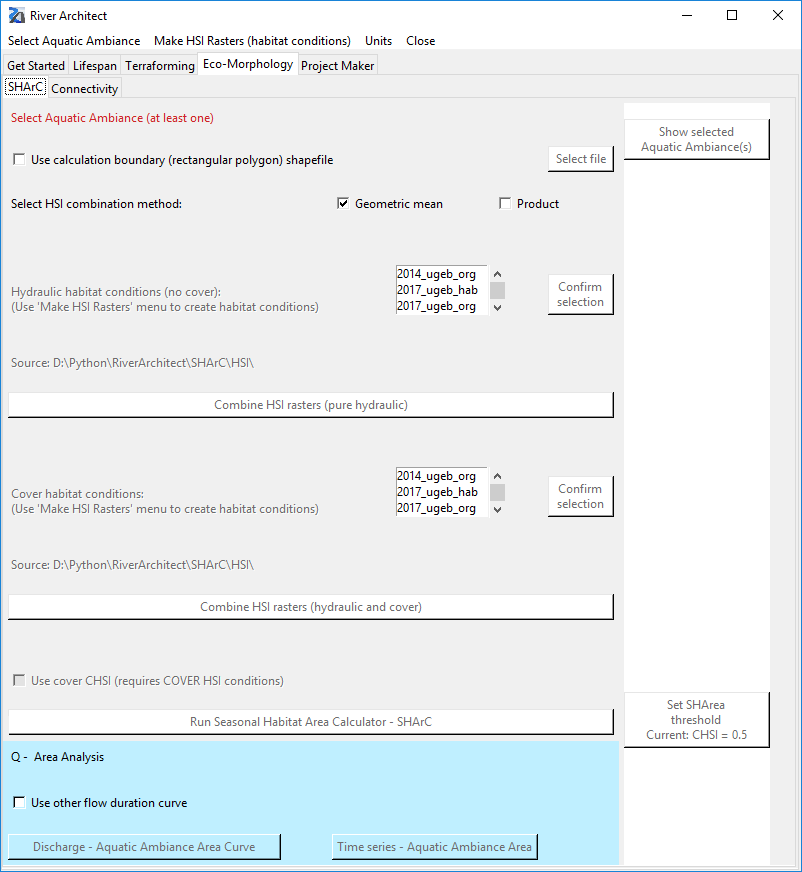 River Architect
Select Aquatic Ambiance Make HSI Rasters (habitat conditions) Units Close
Get Started Lifespan Terraforming Eco-Morphology Project Maker
SHArC Connectivity
Select Aquatic Ambiance (at least one)
Show selected
Aquatic Ambiance(s)
Use calculation boundary (rectangular polygon) shapefile
Select file
Select HSI combination method:
Geometric mean
Product
Hydraulic habitat conditions (no cover):
(Use 'Make HSI Rasters' menu to create habitat conditions)
2014_ugeb_org
2017_ugeb_hab
2017_ugeb_org
Confirm
selection
Source: D:\Python\RiverArchitect\SHArC\HSI\
Combine HSI rasters (pure hydraulic)
Cover habitat conditions:
(Use 'Make HSI Rasters' menu to create habitat conditions)
2014_ugeb_org
2017_ugeb_hab
2017_ugeb_org
Confirm
selection
Source: D:\Python\RiverArchitect\SHArC\HSI\
Combine HSI rasters (hydraulic and cover)
Use cover CHSI (requires COVER HSI conditions)
Run Seasonal Habitat Area Calculator - SHArC
Set SHArea
threshold
Current: CHSI = 0.5
Q - Area Analysis
Use other flow duration curve
Discharge - Aquatic Ambiance Area Curve
Time series - Aquatic Ambiance Area